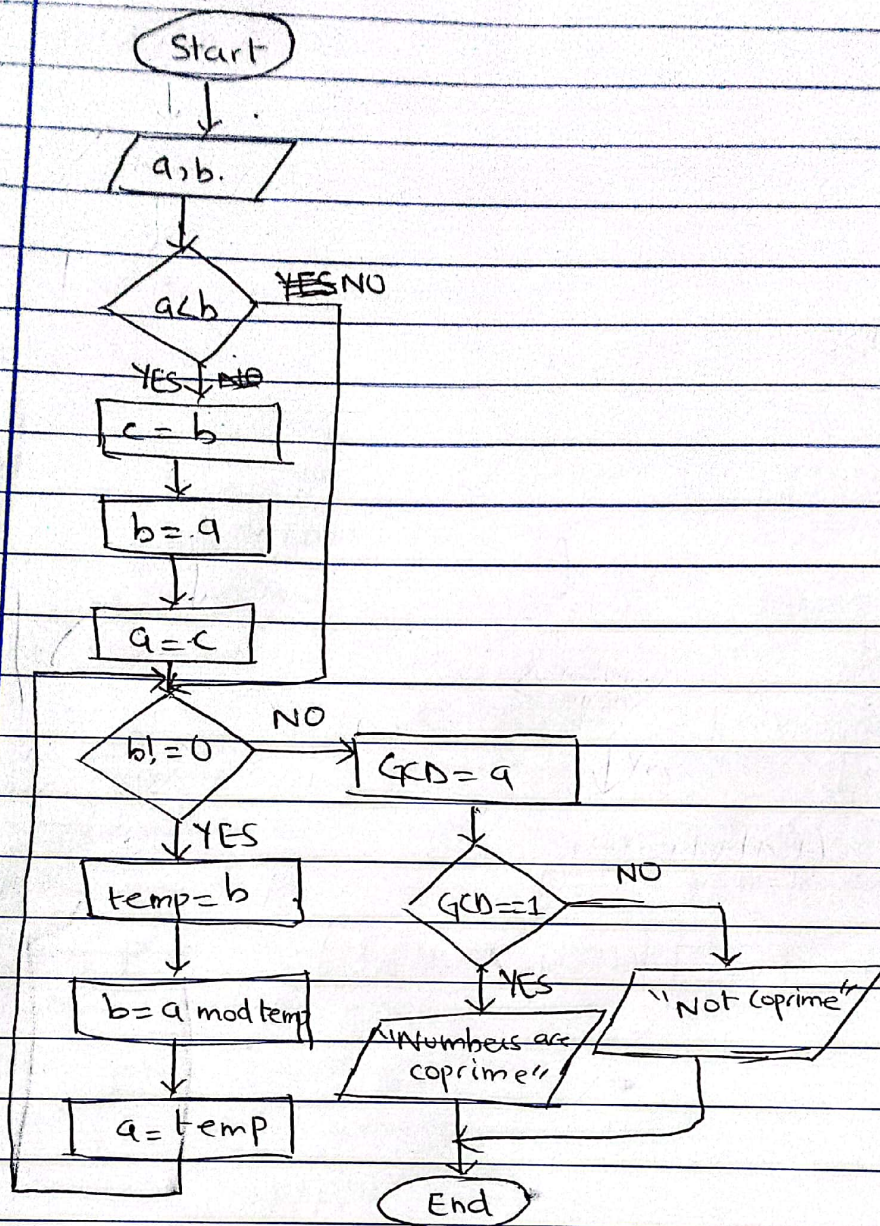 Start
a,b.
a<b
YES NO
YES NO
c = b
b = a
a = c
b! = 0
NO
GCD = a
YES
temp = b
GCD==1
NO
YES
b = a mod temp
"Numbers are
coprime"
"Not Coprime"
a = temp
End